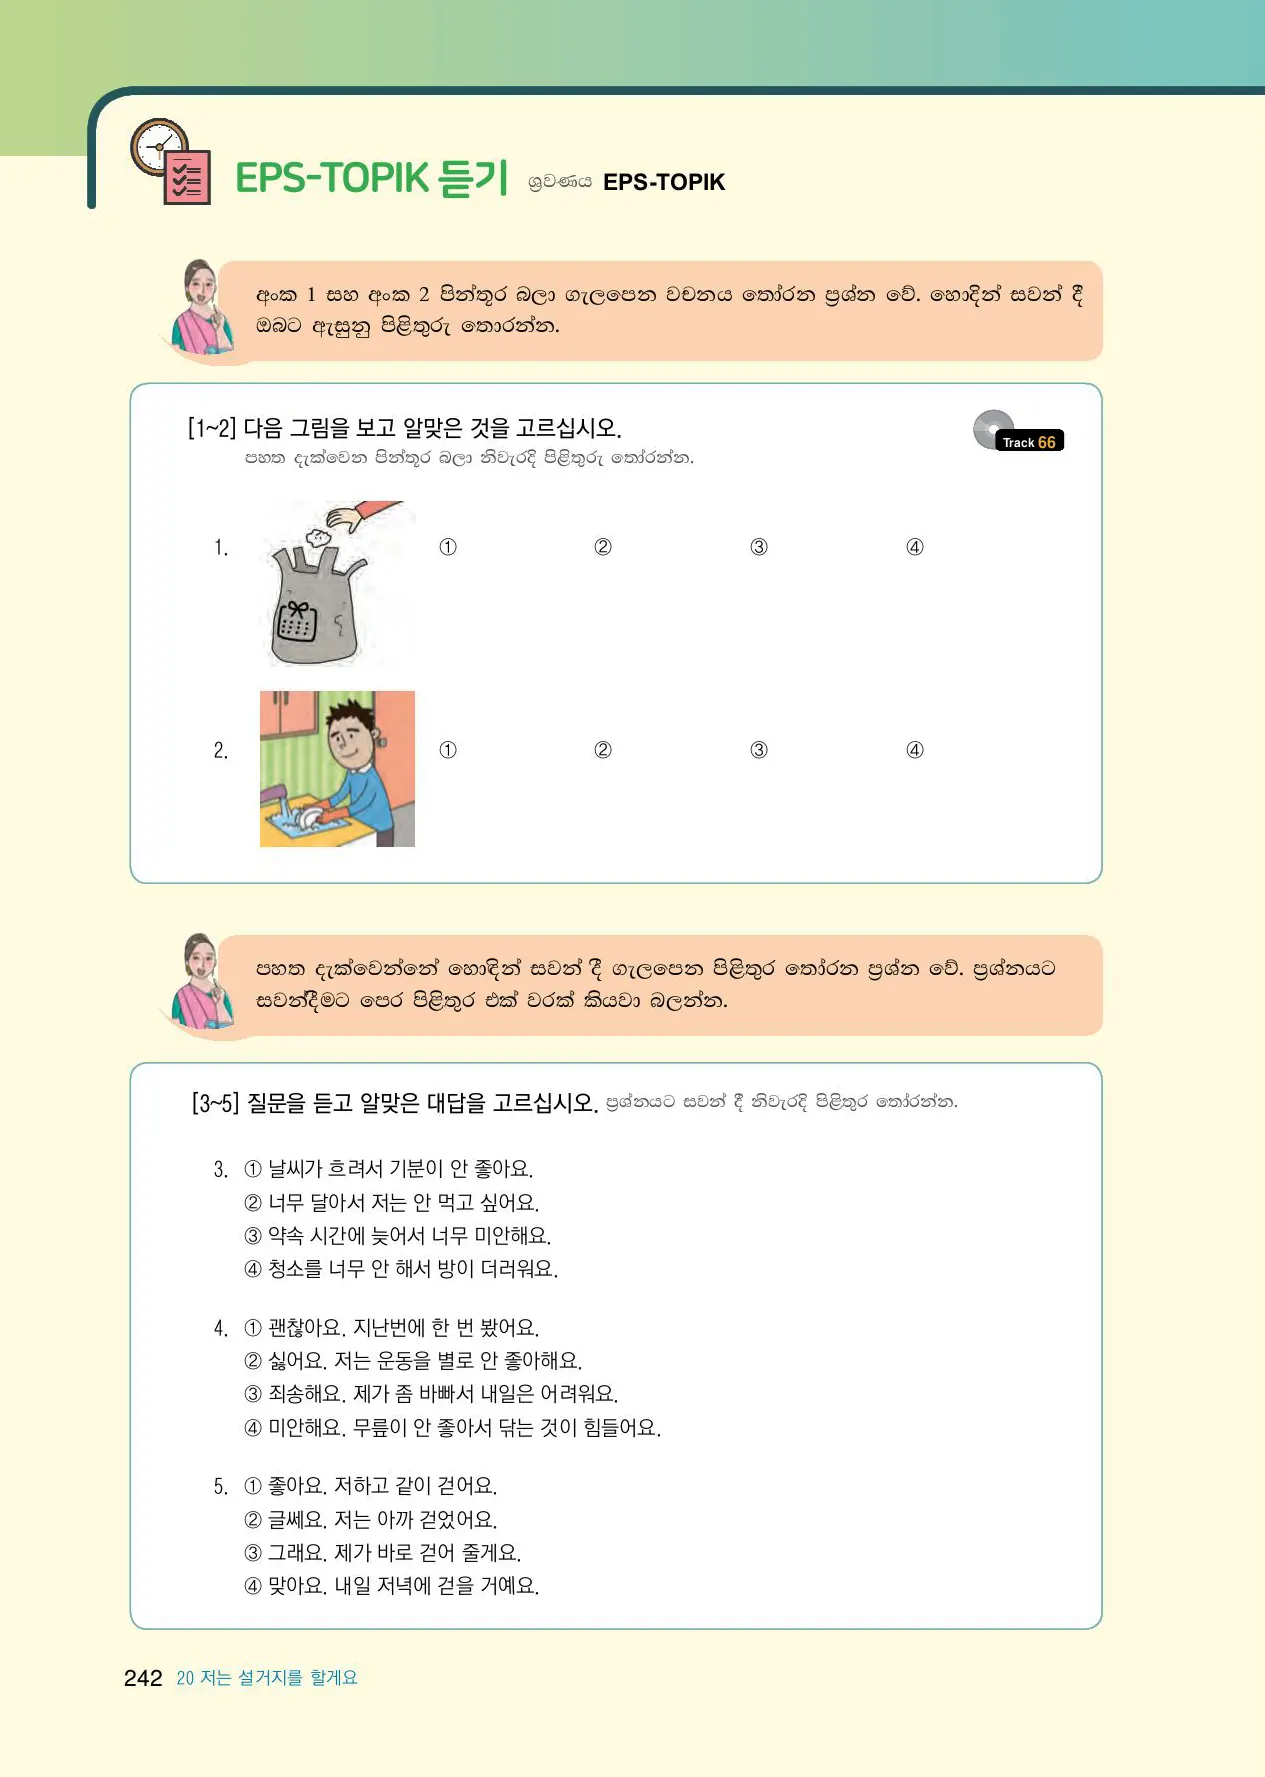 EPS-TOPIK 듣기 ශ්‍රවණය EPS-TOPIK
අංක 1 සහ අංක 2 පින්තූර බලා ගැලපෙන වචනය තෝරන ප්‍රශ්න වේ. හොදින් සවන් දී
ඔබට ඇසුනු පිළිතුරු තොරන්න.
[1~2] 다음 그림을 보고 알맞은 것을 고르십시오.
Track 66
පහත දැක්වෙන පින්තූර බලා නිවැරදි පිළිතුරු තෝරන්න.
1. ① ② ③ ④
2. ① ② ③ ④
පහත දැක්වෙන්නේ හොඳින් සවන් දී ගැලපෙන පිළිතුර තෝරන ප්‍රශ්න වේ. ප්‍රශ්නයට
සවන්දීමට පෙර පිළිතුර එක් වරක් කියවා බලන්න.
[3~5] 질문을 듣고 알맞은 대답을 고르십시오. ප්‍රශ්නයට සවන් දී නිවැරදි පිළිතුර තෝරන්න.
3. ① 날씨가 흐려서 기분이 안 좋아요.
② 너무 달아서 저는 안 먹고 싶어요.
③ 약속 시간에 늦어서 너무 미안해요.
④ 청소를 너무 안 해서 방이 더러워요.
4. ① 괜찮아요. 지난번에 한 번 봤어요.
② 싫어요. 저는 운동을 별로 안 좋아해요.
③ 죄송해요. 제가 좀 바빠서 내일은 어려워요.
④ 미안해요. 무릎이 안 좋아서 닦는 것이 힘들어요.
5. ① 좋아요. 저하고 같이 걷어요.
② 글쎄요. 저는 아까 걷었어요.
③ 그래요. 제가 바로 걷어 줄게요.
④ 맞아요. 내일 저녁에 걷을 거예요.
242 20 저는 설거지를 할게요